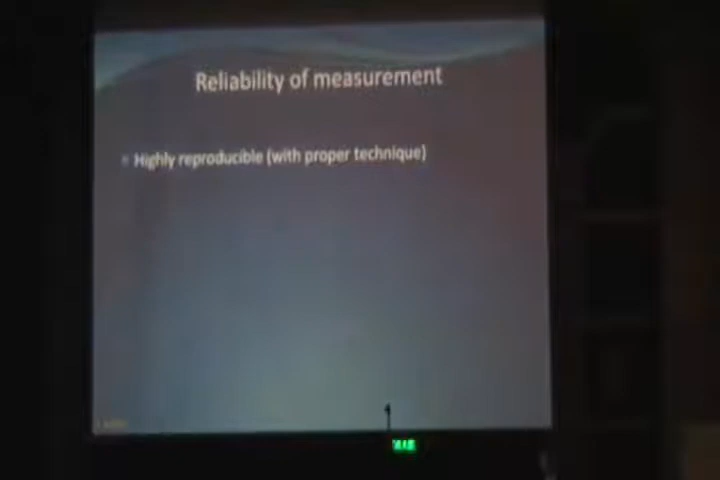 Reliability of measurement
Highly reproducible (with proper technique)